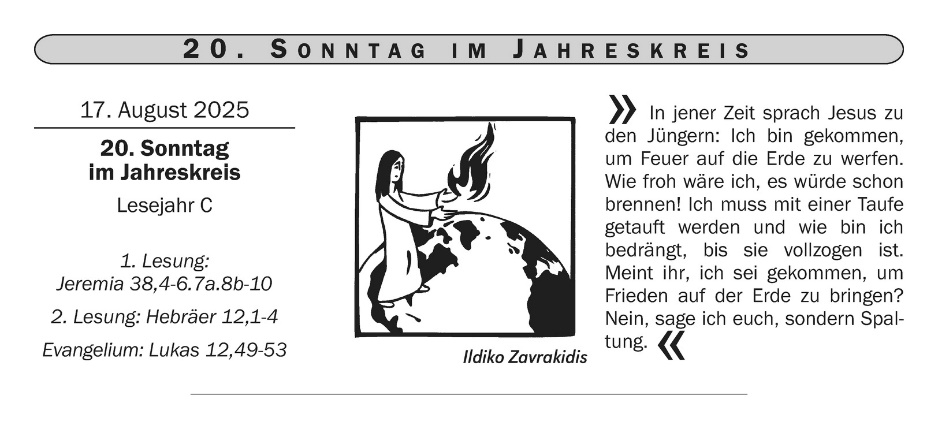 20. Sonntag im Jahreskreis
17. August 2025
20. Sonntag
im Jahreskreis
Lesejahr C
1. Lesung:
Jeremia 38,4-6.7a.8b-10
2. Lesung: Hebräer 12,1-4
Evangelium: Lukas 12,49-53
Ildiko Zavrakidis
» In jener Zeit sprach Jesus zu
den Jüngern: Ich bin gekommen,
um Feuer auf die Erde zu werfen.
Wie froh wäre ich, es würde schon
brennen! Ich muss mit einer Taufe
getauft werden und wie bin ich
bedrängt, bis sie vollzogen ist.
Meint ihr, ich sei gekommen, um
Frieden auf der Erde zu bringen?
Nein, sage ich euch, sondern Spal-
tung. «